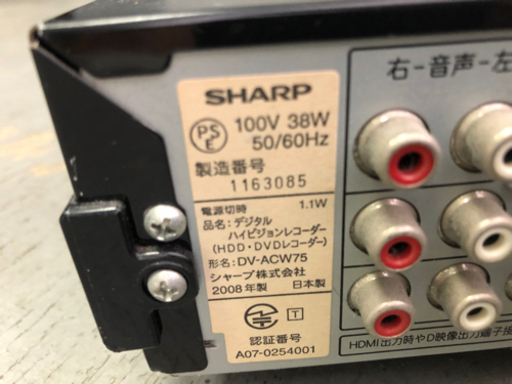 SHARP
PSE
100V 38W
50/60Hz
製造番号
1163085
電源切時 1.1W
品名:デジタル
ハイビジョンレコーダー
(HDD・DVDレコーダー)
形名:DV-ACW75
シャープ株式会社
2008年製 日本製
T
認証番号
A07-0254001
右-音声-左
HDMI出力時やD映像出力端子接